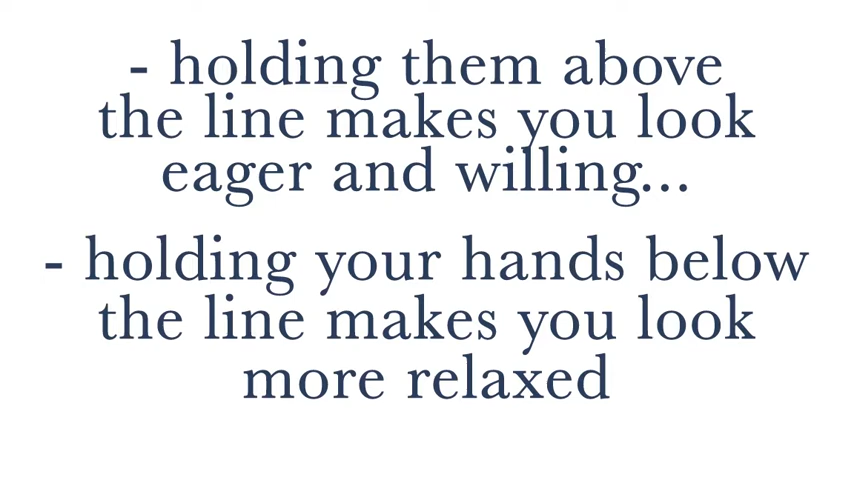 - holding them above
the line makes you look
eager and willing...
- holding your hands below
the line makes you look
more relaxed